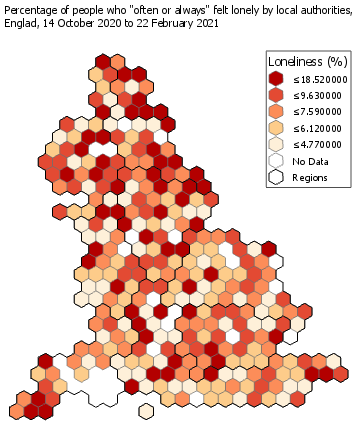 Percentage of people who "often or always" felt lonely by local authorities,
Englad, 14 October 2020 to 22 February 2021
Loneliness (%)
≤18.520000
≤9.630000
≤7.590000
≤6.120000
≤4.770000
No Data
Regions